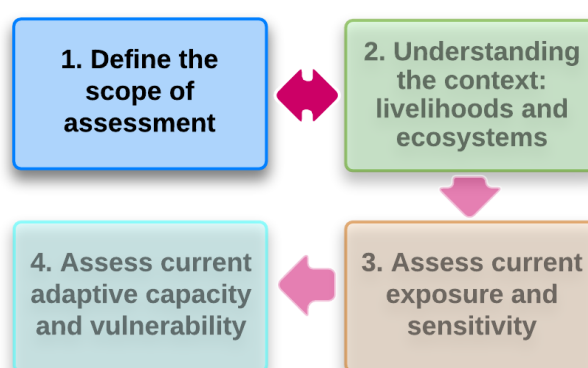 1. Define the
scope of
assessment
2. Understanding
the context:
livelihoods and
ecosystems
3. Assess current
exposure and
sensitivity
4. Assess current
adaptive capacity
and vulnerability